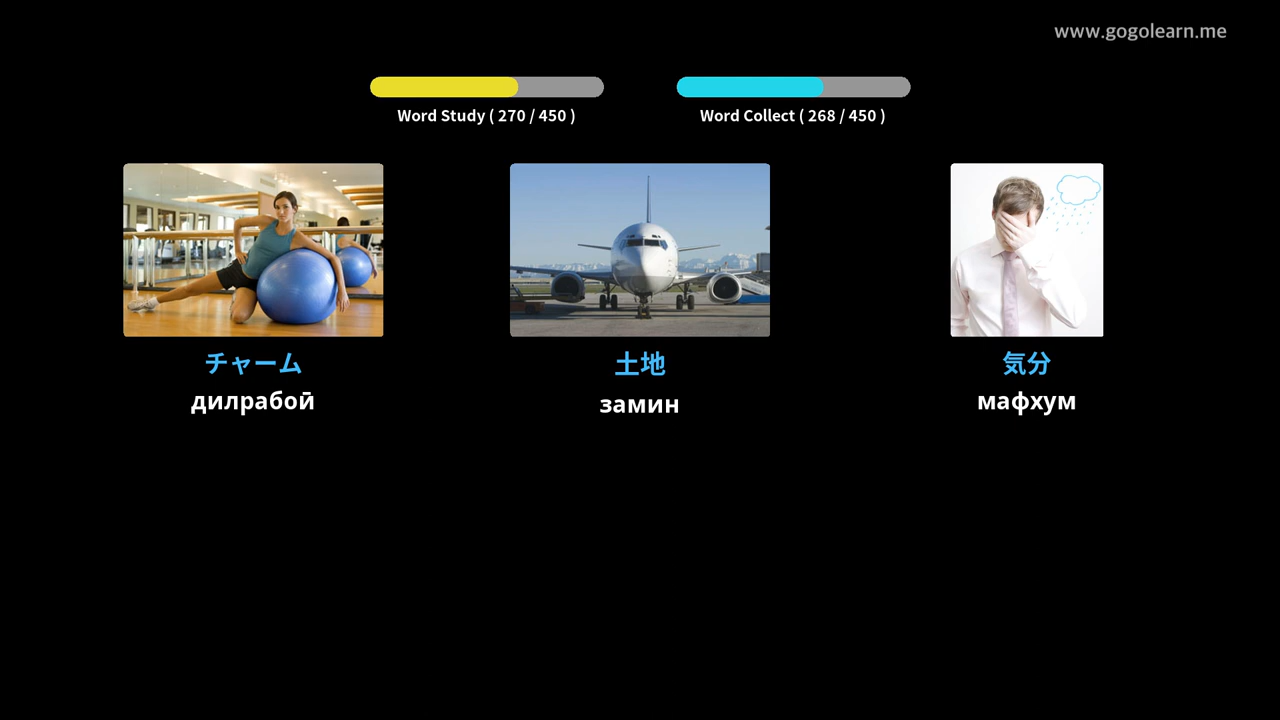 www.gogolearn.me
Word Study ( 270 / 450 )
Word Collect ( 268 / 450 )
チャーム
土地
気分
дилрабоӣ
замин
мафхум